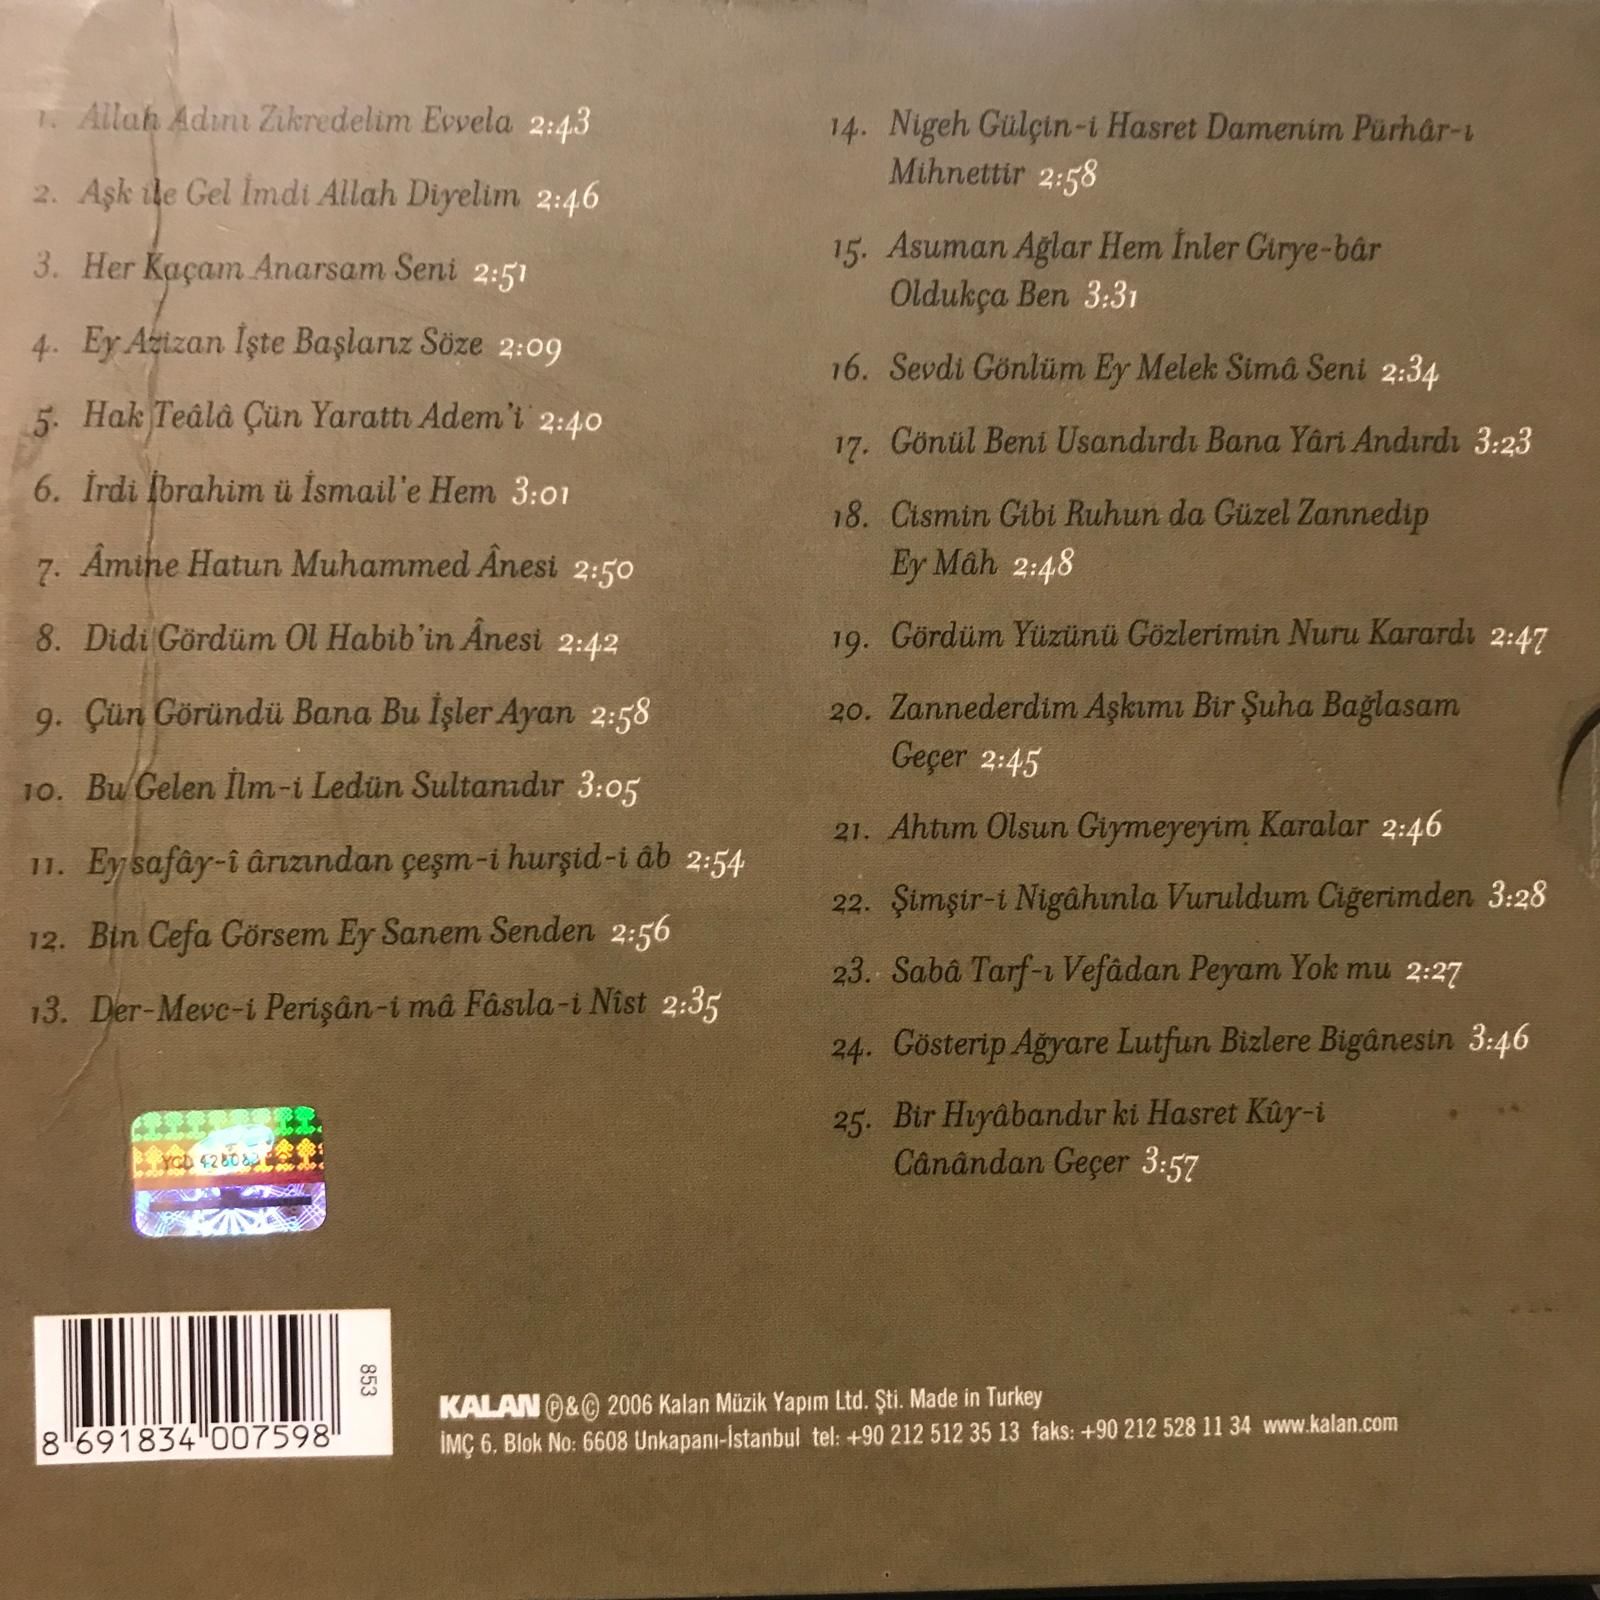 1. Allah Adını Zikredelim Evvela 2:43
2. Aşk ile Gel İmdi Allah Diyelim 2:46
3. Her Kaçam Anarsam Seni 2:51
4. Ey Azizan İşte Başlarız Söze 2:09
5. Hak Teâlâ Çün Yarattı Adem'i 2:40
6. İrdi İbrahim ü İsmail'e Hem 3:01
7. Âmine Hatun Muhammed Ânesi 2:50
8. Didi Gördüm Ol Habib'in Ânesi 2:42
9. Çün Göründü Bana Bu İşler Ayan 2:58
10. Bu Gelen İlm-i Ledün Sultanıdır 3:05
11. Ey safây-î ârızından çeşm-i hurşid-i âb 2:54
12. Bin Cefa Görsem Ey Sanem Senden 2:56
13. Der-Mevc-i Perişân-i mâ Fâsıla-i Nîst 2:35
14. Nigeh Gülçin-i Hasret Damenim Pürhâr-ı
Mihnettir 2:58
15. Asuman Ağlar Hem İnler Girye-bâr
Oldukça Ben 3:31
16. Sevdi Gönlüm Ey Melek Simâ Seni 2:34
17. Gönül Beni Usandırdı Bana Yâri Andırdı 3:23
18. Cismin Gibi Ruhun da Güzel Zannedip
Ey Mâh 2:48
19. Gördüm Yüzünü Gözlerimin Nuru Karardı 2:47
20. Zannederdim Aşkımı Bir Şuha Bağlasam
Geçer 2:45
21. Ahtım Olsun Giymeyeyim Karalar 2:46
22. Şimşir-i Nigâhınla Vuruldum Ciğerimden 3:28
23. Sabâ Tarf-ı Vefâdan Peyam Yok mu 2:27
24. Gösterip Ağyare Lutfun Bizlere Bigânesin 3:46
25. Bir Hıyâbandır ki Hasret Kûy-i
Cânândan Geçer 3:57
YCD
853
8 691834 007598
KALAN ℗&© 2006 Kalan Müzik Yapım Ltd. Şti. Made in Turkey
İMÇ 6. Blok No: 6608 Unkapanı-İstanbul tel: +90 212 512 35 13 faks: +90 212 528 11 34 www.kalan.com